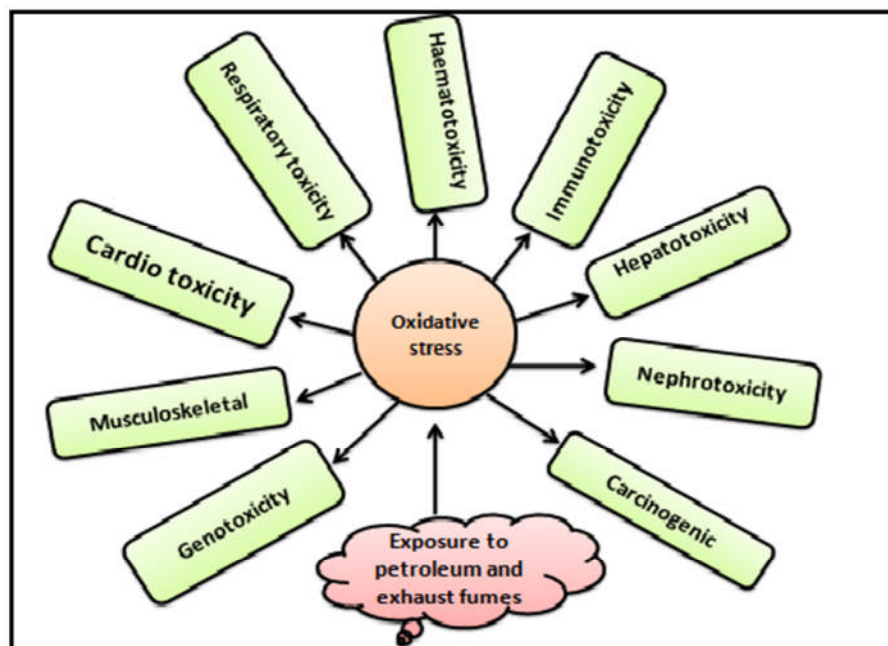 Haematotoxicity
Respiratory toxicity
Immunotoxicity
Cardio toxicity
Hepatotoxicity
Oxidative
stress
Musculoskeletal
Nephrotoxicity
Genotoxicity
Carcinogenic
Exposure to
petroleum and
exhaust fumes